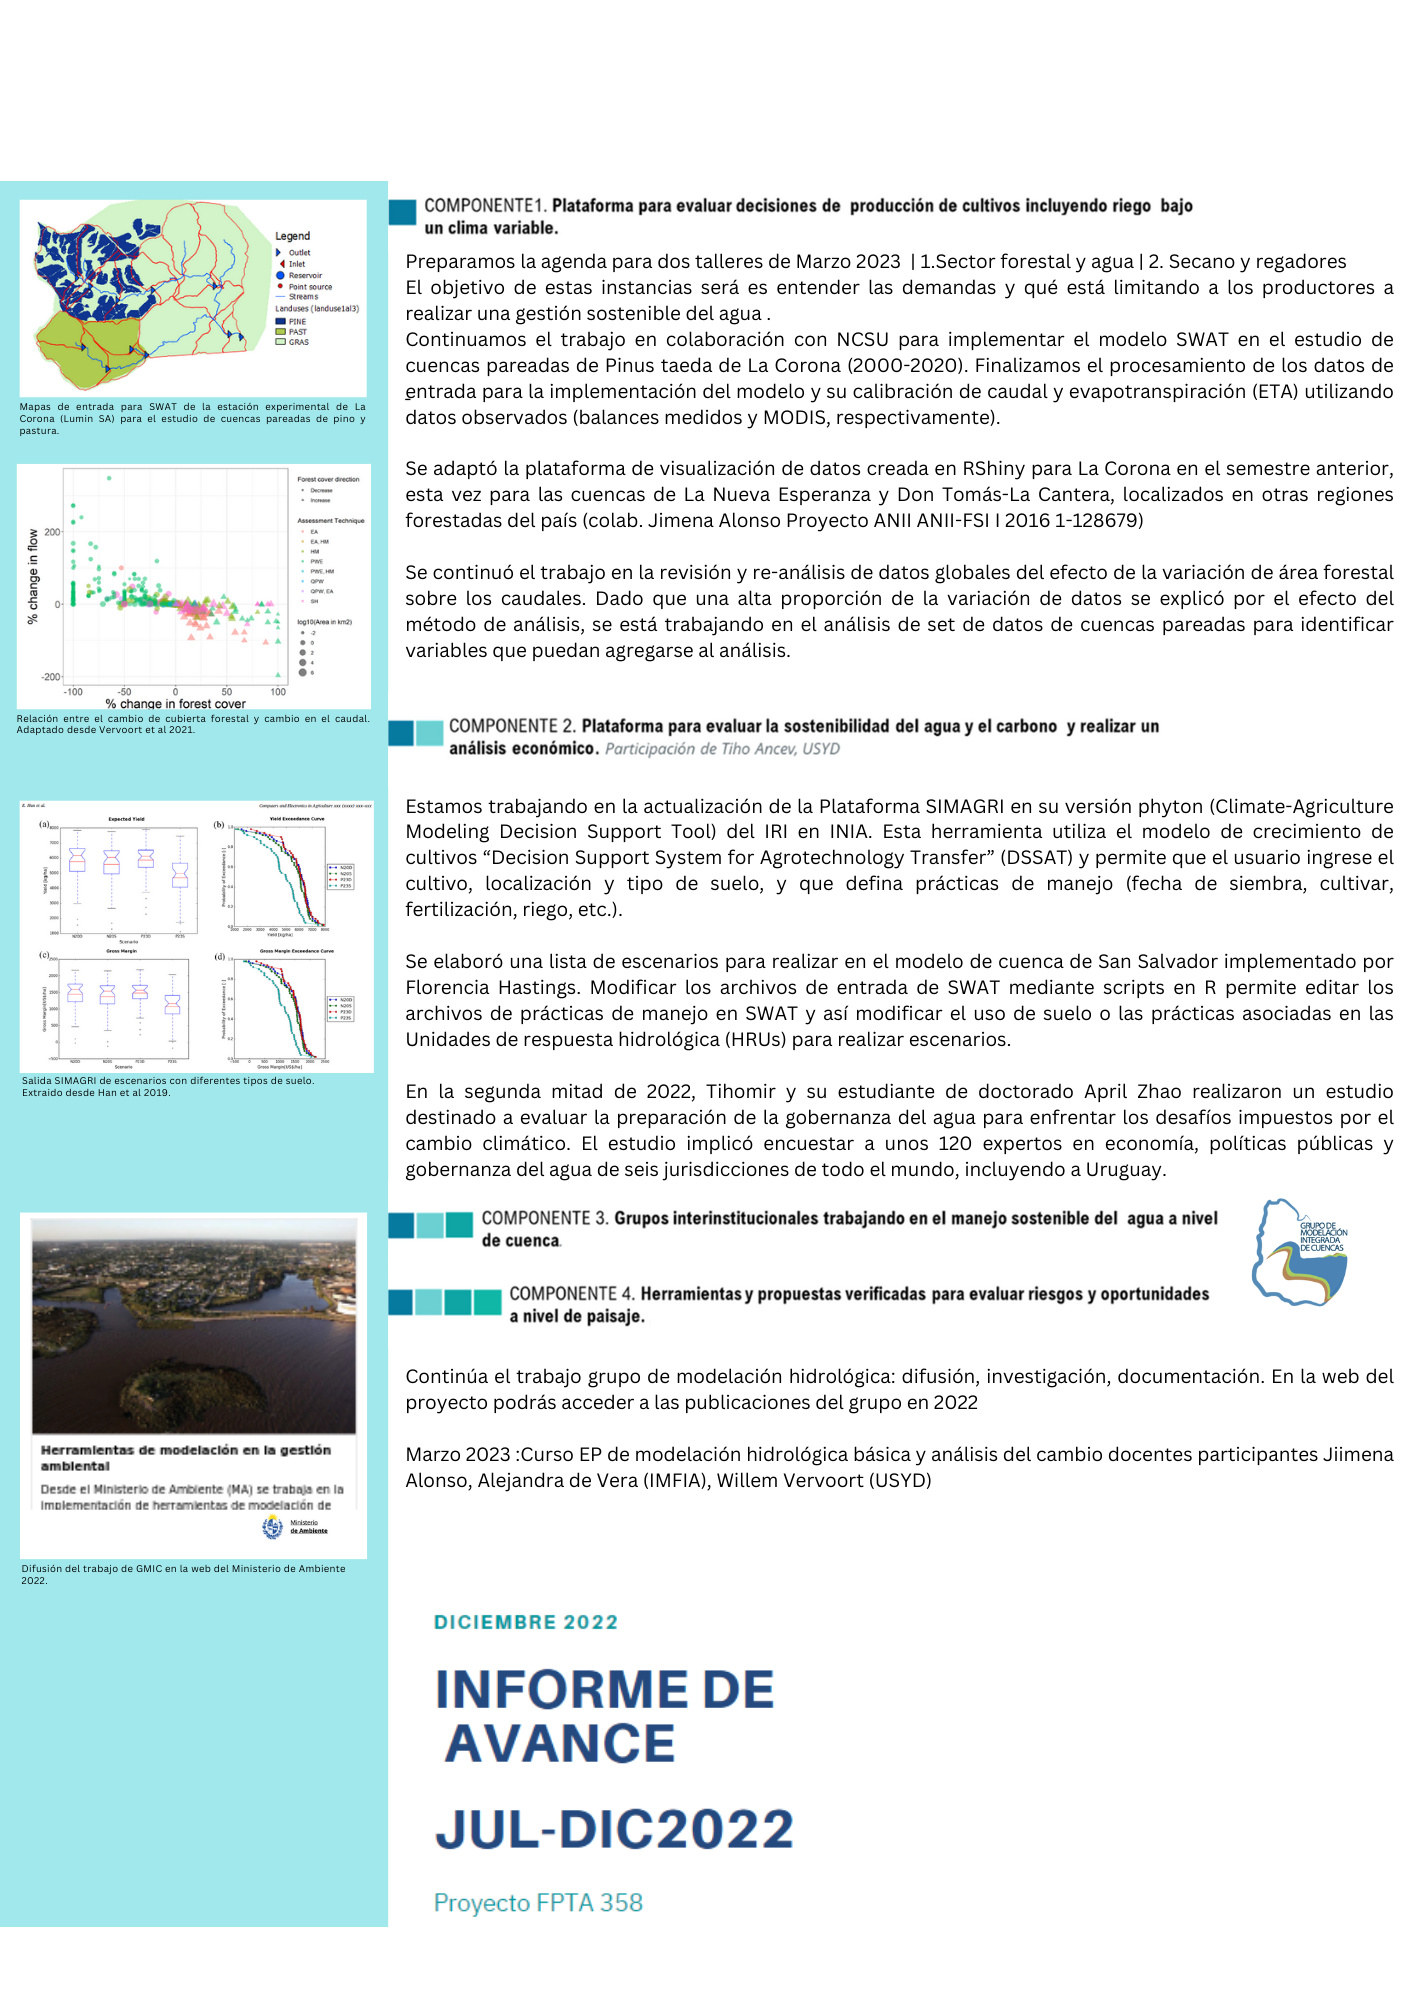 COMPONENTE1. Plataforma para evaluar decisiones de producción de cultivos incluyendo riego bajo
un clima variable.
Preparamos la agenda para dos talleres de Marzo 2023 | 1.Sector forestal y agua | 2. Secano y regadores
El objetivo de estas instancias será es entender las demandas y qué está limitando a los productores a
realizar una gestión sostenible del agua .
Continuamos el trabajo en colaboración con NCSU para implementar el modelo SWAT en el estudio de
cuencas pareadas de Pinus taeda de La Corona (2000-2020). Finalizamos el procesamiento de los datos de
entrada para la implementación del modelo y su calibración de caudal y evapotranspiración (ETA) utilizando
datos observados (balances medidos y MODIS, respectivamente).
Se adaptó la plataforma de visualización de datos creada en RShiny para La Corona en el semestre anterior,
esta vez para las cuencas de La Nueva Esperanza y Don Tomás-La Cantera, localizados en otras regiones
forestadas del país (colab. Jimena Alonso Proyecto ANII ANII-FSI I 2016 1-128679)
Se continuó el trabajo en la revisión y re-análisis de datos globales del efecto de la variación de área forestal
sobre los caudales. Dado que una alta proporción de la variación de datos se explicó por el efecto del
método de análisis, se está trabajando en el análisis de set de datos de cuencas pareadas para identificar
variables que puedan agregarse al análisis.
COMPONENTE 2. Plataforma para evaluar la sostenibilidad del agua y el carbono y realizar un
análisis económico. Participación de Tiho Ancev, USYD
Estamos trabajando en la actualización de la Plataforma SIMAGRI en su versión phyton (Climate-Agriculture
Modeling Decision Support Tool) del IRI en INIA. Esta herramienta utiliza el modelo de crecimiento de
cultivos “Decision Support System for Agrotechnology Transfer” (DSSAT) y permite que el usuario ingrese el
cultivo, localización y tipo de suelo, y que defina prácticas de manejo (fecha de siembra, cultivar,
fertilización, riego, etc.).
Se elaboró una lista de escenarios para realizar en el modelo de cuenca de San Salvador implementado por
Florencia Hastings. Modificar los archivos de entrada de SWAT mediante scripts en R permite editar los
archivos de prácticas de manejo en SWAT y así modificar el uso de suelo o las prácticas asociadas en las
Unidades de respuesta hidrológica (HRUs) para realizar escenarios.
En la segunda mitad de 2022, Tihomir y su estudiante de doctorado April Zhao realizaron un estudio
destinado a evaluar la preparación de la gobernanza del agua para enfrentar los desafíos impuestos por el
cambio climático. El estudio implicó encuestar a unos 120 expertos en economía, políticas públicas y
gobernanza del agua de seis jurisdicciones de todo el mundo, incluyendo a Uruguay.
COMPONENTE 3. Grupos interinstitucionales trabajando en el manejo sostenible del agua a nivel
de cuenca.
GRUPO DE
MODELACIÓN
INTEGRADA
DE CUENCAS
COMPONENTE 4. Herramientas y propuestas verificadas para evaluar riesgos y oportunidades
a nivel de paisaje.
Continúa el trabajo grupo de modelación hidrológica: difusión, investigación, documentación. En la web del
proyecto podrás acceder a las publicaciones del grupo en 2022
Marzo 2023 :Curso EP de modelación hidrológica básica y análisis del cambio docentes participantes Jiimena
Alonso, Alejandra de Vera (IMFIA), Willem Vervoort (USYD)
Legend
Outlet
Inlet
Reservoir
Point source
Streams
Landuses (landuse1al3)
PINE
PAST
GRAS
Mapas de entrada para SWAT de la estación experimental de La
Corona (Lumin SA) para el estudio de cuencas pareadas de pino y
pastura.
% change in flow
200
0
-200
-100 -50 0 50 100
% change in forest cover
Forest cover direction
Decrease
Increase
Assessment Technique
EA
EA, HM
HM
PWE
PWE, HM
QPW
QPW, EA
SH
log10(Area in km2)
-2
0
2
4
6
Relación entre el cambio de cubierta forestal y cambio en el caudal.
Adaptado desde Vervoort et al 2021.
(a) Expected Yield
Scenario
(b) Yield Exceedance Curve
Yield [kg/ha]
(c) Gross Margin
Scenario
(d) Gross Margin Exceedance Curve
Salida SIMAGRI de escenarios con diferentes tipos de suelo.
Extraido desde Han et al 2019.
Herramientas de modelación en la gestión
ambiental
Desde el Ministerio de Ambiente (MA) se trabaja en la
implementación de herramientas de modelación de
Ministerio
de Ambiente
Difusión del trabajo de GMIC en la web del Ministerio de Ambiente
2022.
DICIEMBRE 2022
INFORME DE
AVANCE
JUL-DIC2022
Proyecto FPTA 358